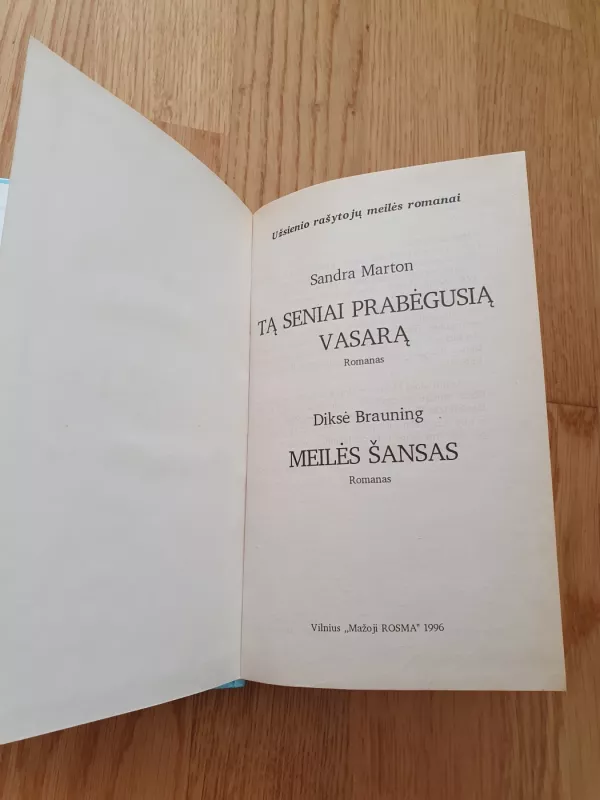 Užsienio rašytojų meilės romanai
Sandra Marton
TĄ SENIAI PRABĖGUSIĄ
VASARĄ
Romanas
Diksė Brauning
MEILĖS ŠANSAS
Romanas
Vilnius „Mažoji ROSMA" 1996